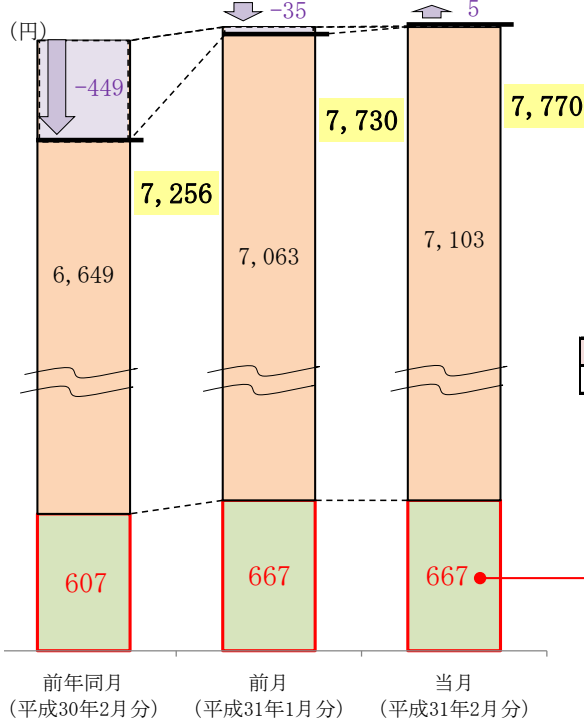 (円)
-449
-35
5
7,256
7,730
7,770
6,649
7,063
7,103
607
667
667
前年同月
(平成30年2月分)
前月
(平成31年1月分)
当月
(平成31年2月分)